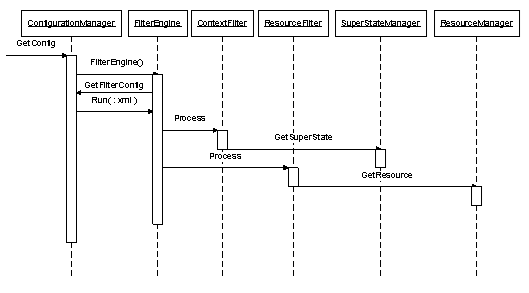 ConfigurationManager
FilterEngine
ContextFilter
ResourceFilter
SuperStateManager
ResourceManager
GetConfig
FilterEngine()
GetFilterConfig
Run( : xml )
Process
GetSuperState
Process
GetResource